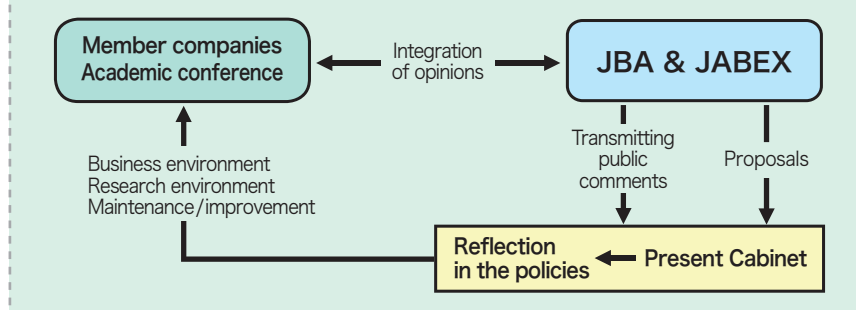 Member companies
Academic conference
Integration
of opinions
JBA & JABEX
Transmitting
public
comments
Proposals
Business environment
Research environment
Maintenance/improvement
Reflection
in the policies
Present Cabinet